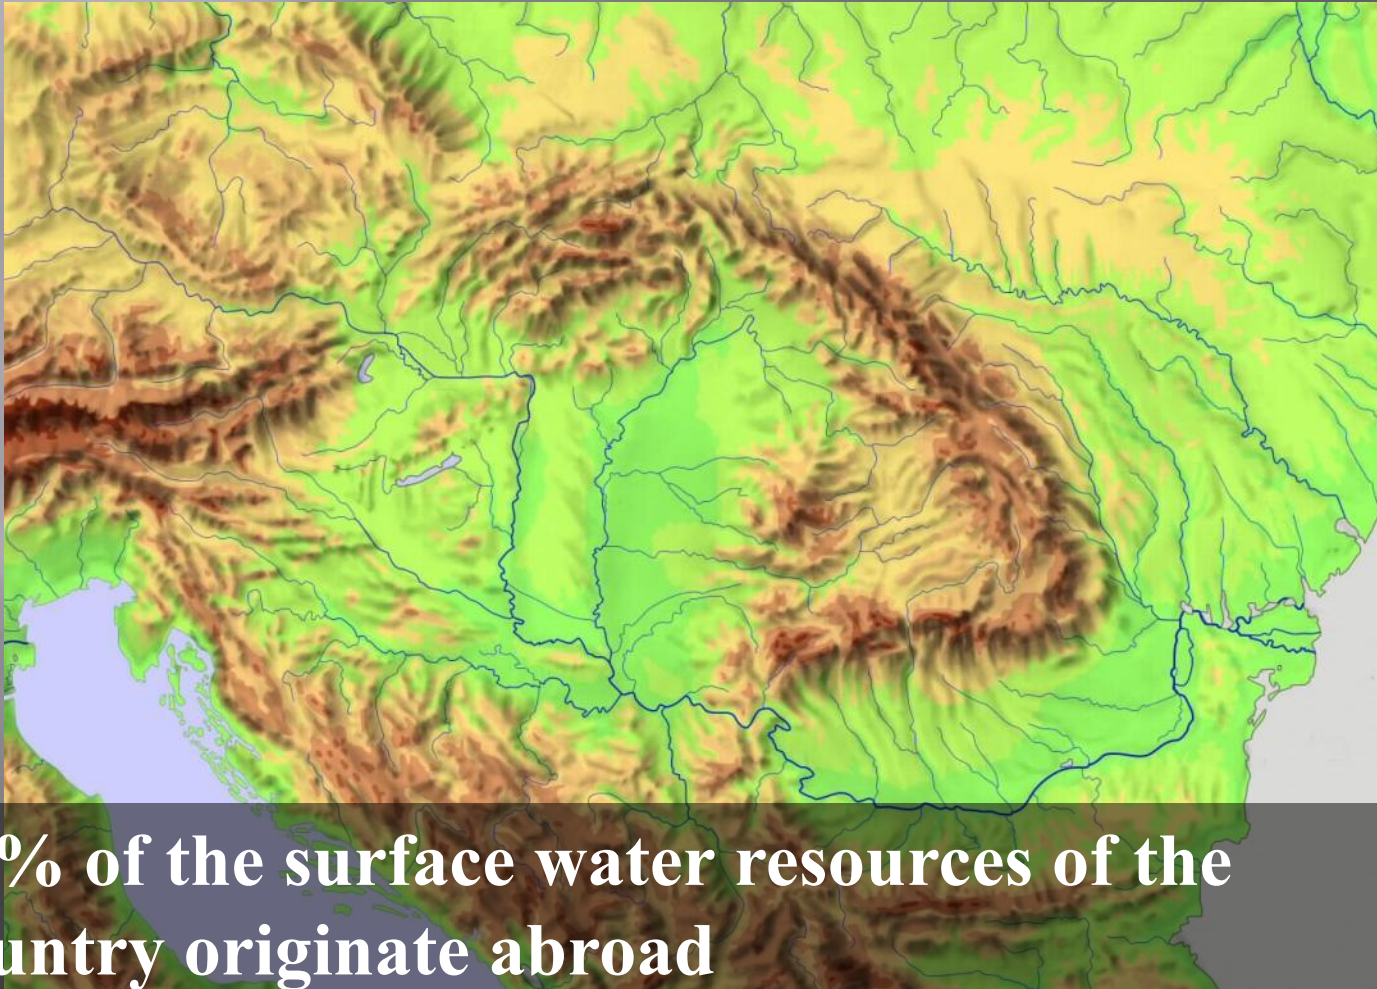 % of the surface water resources of the
untry originate abroad